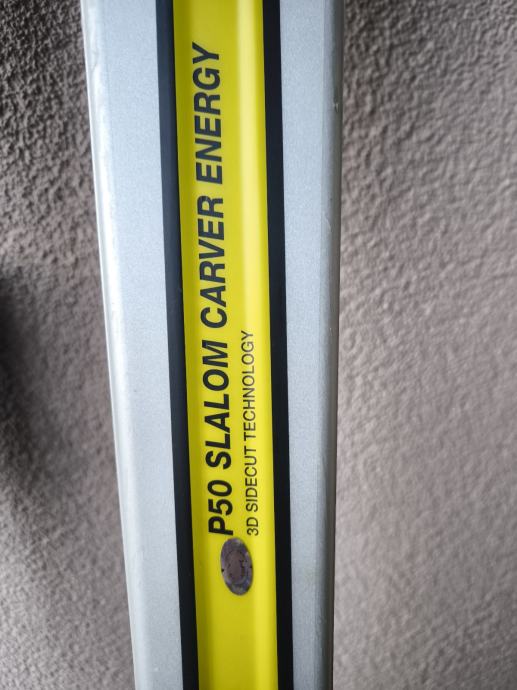 P50 SLALOM CARVER ENERGY
3D SIDECUT TECHNOLOGY